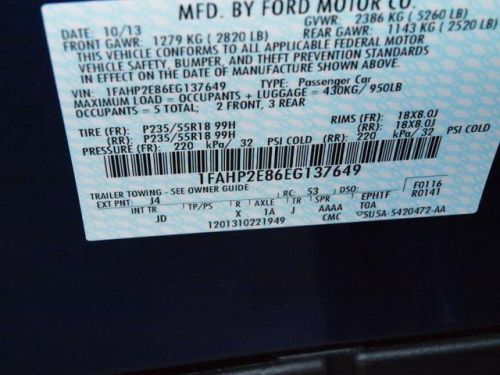 MFD. BY FORD MOTOR CO.
DATE: 10/13 GVWR: 2386 KG ( 5260 LB)
FRONT GAWR: 1279 KG ( 2820 LB) REAR GAWR: 1143 KG ( 2520 LB)
THIS VEHICLE CONFORMS TO ALL APPLICABLE FEDERAL MOTOR
VEHICLE SAFETY, BUMPER, AND THEFT PREVENTION STANDARDS
IN EFFECT ON THE DATE OF MANUFACTURE SHOWN ABOVE.
VIN: 1FAHP2E86EG137649 TYPE: Passenger Car
MAXIMUM LOAD = OCCUPANTS + LUGGAGE = 430KG/ 950LB
OCCUPANTS = 5 TOTAL; 2 FRONT, 3 REAR
TIRE (FR): P235/55R18 99H RIMS (FR): 18X8.0J
(RR): P235/55R18 99H (RR): 18X8.0J
PRESSURE (FR): 220 kPa/ 32 PSI COLD (RR): 220 kPa/ 32 PSI COLD
1FAHP2E86EG137649
TRAILER TOWING - SEE OWNER GUIDE F0116
EXT PNT: J4 RC: 53 DSO: R0141
INT TR TP/PS R AXLE TR SPR EPH1F
JD X 1A J AAAA TOA
1201310221949 CMC 5U5A-5420472-AA